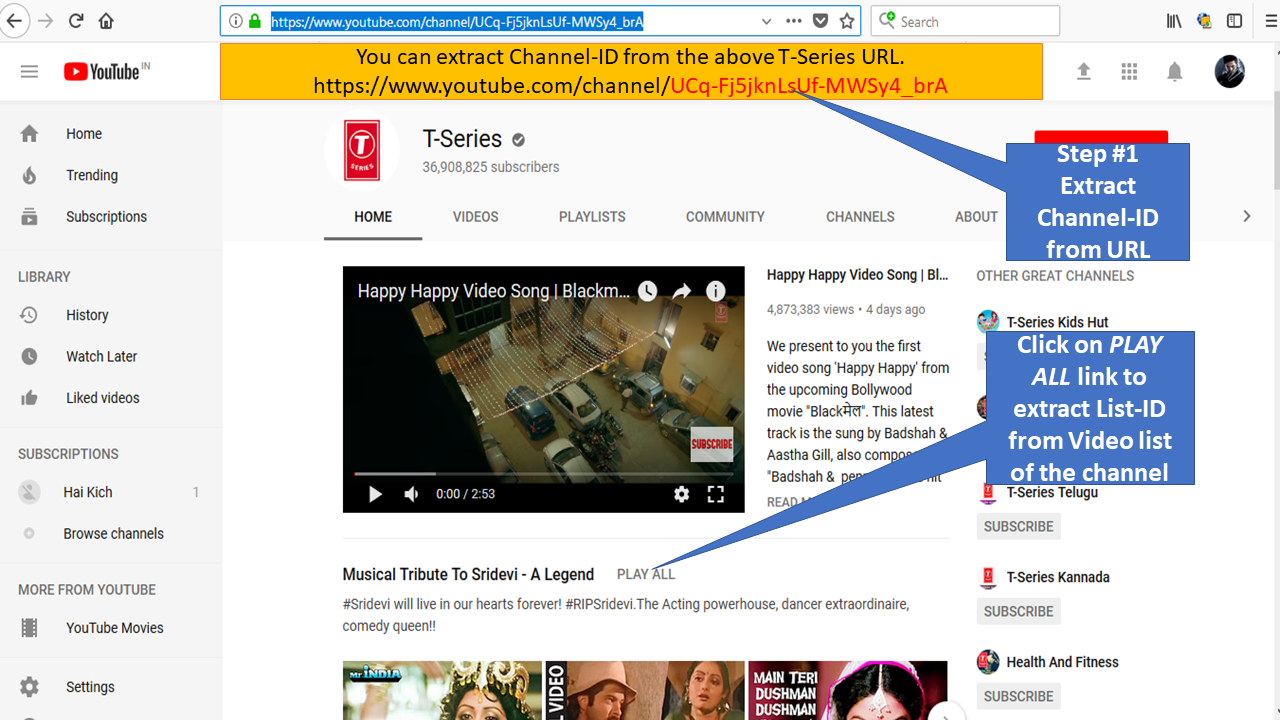 https://www.youtube.com/channel/UCq-Fj5jknLsUf-MWSy4_brA
Search
You can extract Channel-ID from the above T-Series URL.
https://www.youtube.com/channel/UCq-Fj5jknLsUf-MWSy4_brA
YouTube IN
Home
Trending
Subscriptions
LIBRARY
History
Watch Later
Liked videos
SUBSCRIPTIONS
Hai Kich 1
Browse channels
MORE FROM YOUTUBE
YouTube Movies
Settings
T
SERIES
T-Series
36,908,825 subscribers
HOME VIDEOS PLAYLISTS COMMUNITY CHANNELS ABOUT
Step #1
Extract
Channel-ID
from URL
Happy Happy Video Song | Blackm...
SUBSCRIBE
0:00 / 2:53
Happy Happy Video Song | Bl...
4,873,383 views • 4 days ago
We present to you the first
video song 'Happy Happy' from
the upcoming Bollywood
movie "Blackमेल". This latest
track is the sung by Badshah &
Aastha Gill, also compos
"Badshah &
READ
OTHER GREAT CHANNELS
T-Series Kids Hut
Click on PLAY
ALL link to
extract List-ID
from Video list
of the channel
T-Series Telugu
SUBSCRIBE
T-Series Kannada
SUBSCRIBE
Health And Fitness
SUBSCRIBE
Musical Tribute To Sridevi - A Legend PLAY ALL
#Sridevi will live in our hearts forever! #RIPSridevi.The Acting powerhouse, dancer extraordinaire,
comedy queen!!
Mr. INDIA
VIDEO
MAIN TERI
DUSHMAN
DUSHMAN